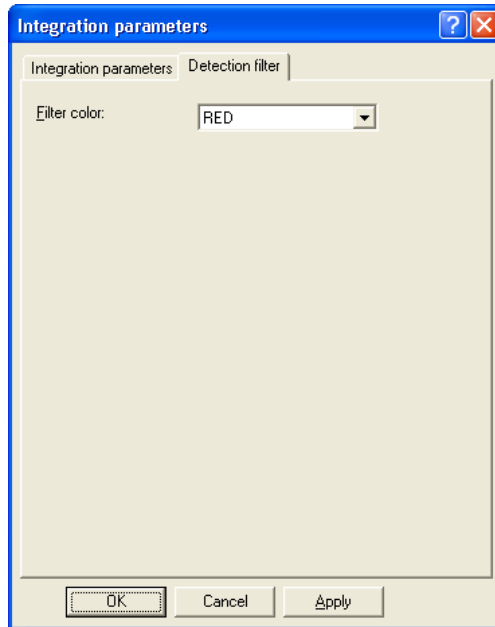 Integration parameters
Integration parameters Detection filter
Filter color: RED
OK Cancel Apply